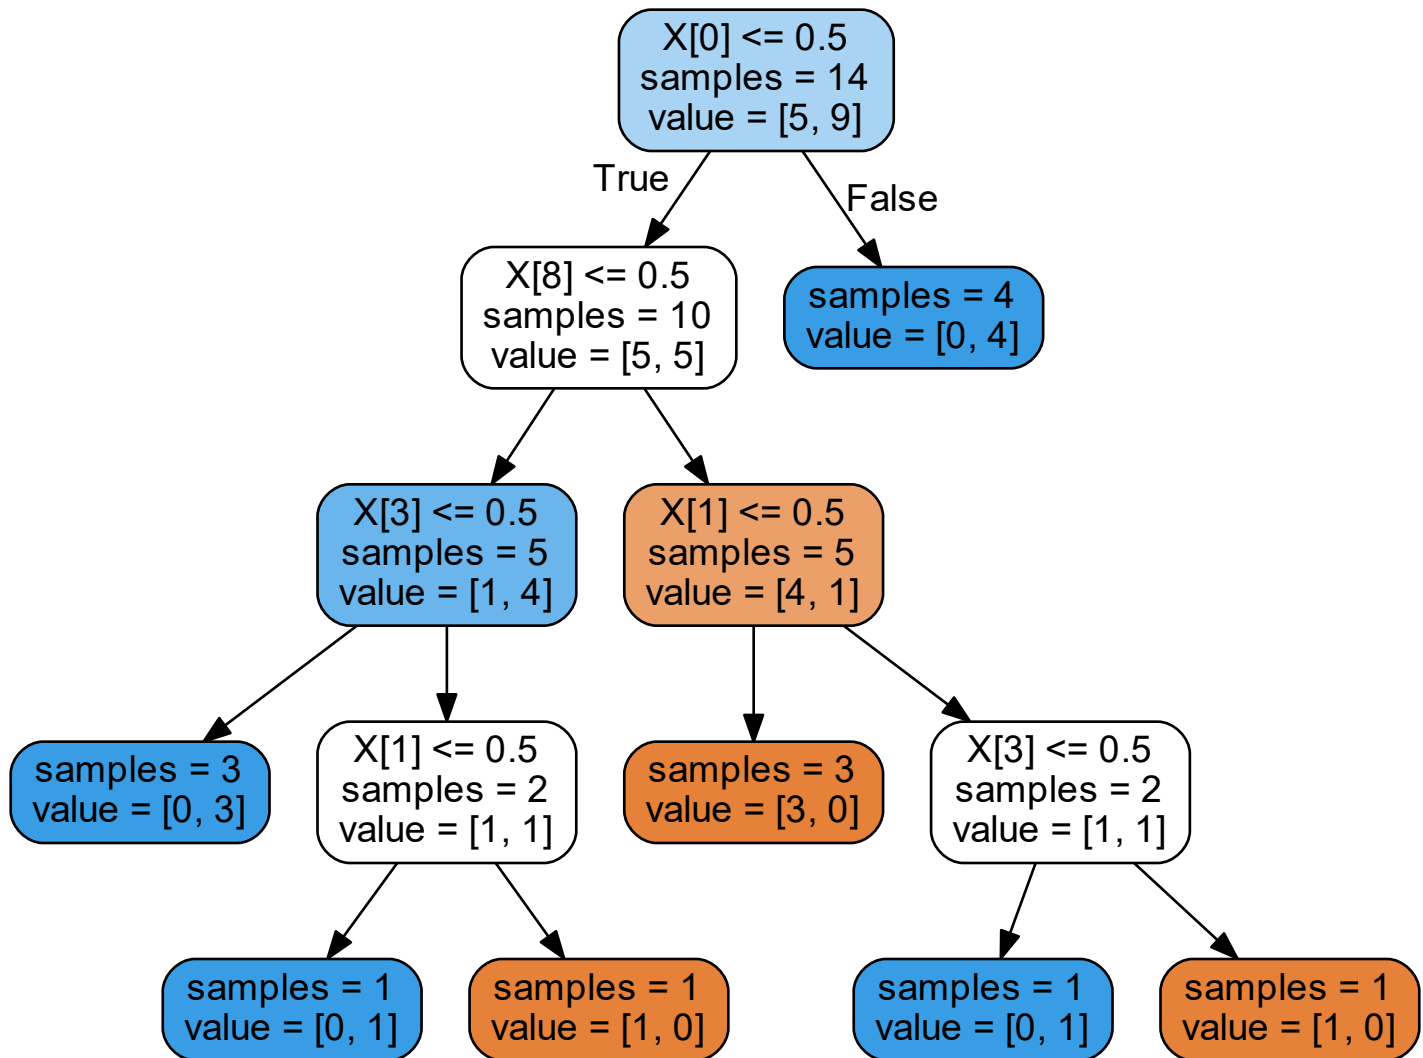 X[0] <= 0.5
samples = 14
value = [5, 9]
True
False
X[8] <= 0.5
samples = 10
value = [5, 5]
samples = 4
value = [0, 4]
X[3] <= 0.5
samples = 5
value = [1, 4]
X[1] <= 0.5
samples = 5
value = [4, 1]
samples = 3
value = [0, 3]
X[1] <= 0.5
samples = 2
value = [1, 1]
samples = 3
value = [3, 0]
X[3] <= 0.5
samples = 2
value = [1, 1]
samples = 1
value = [0, 1]
samples = 1
value = [1, 0]
samples = 1
value = [0, 1]
samples = 1
value = [1, 0]